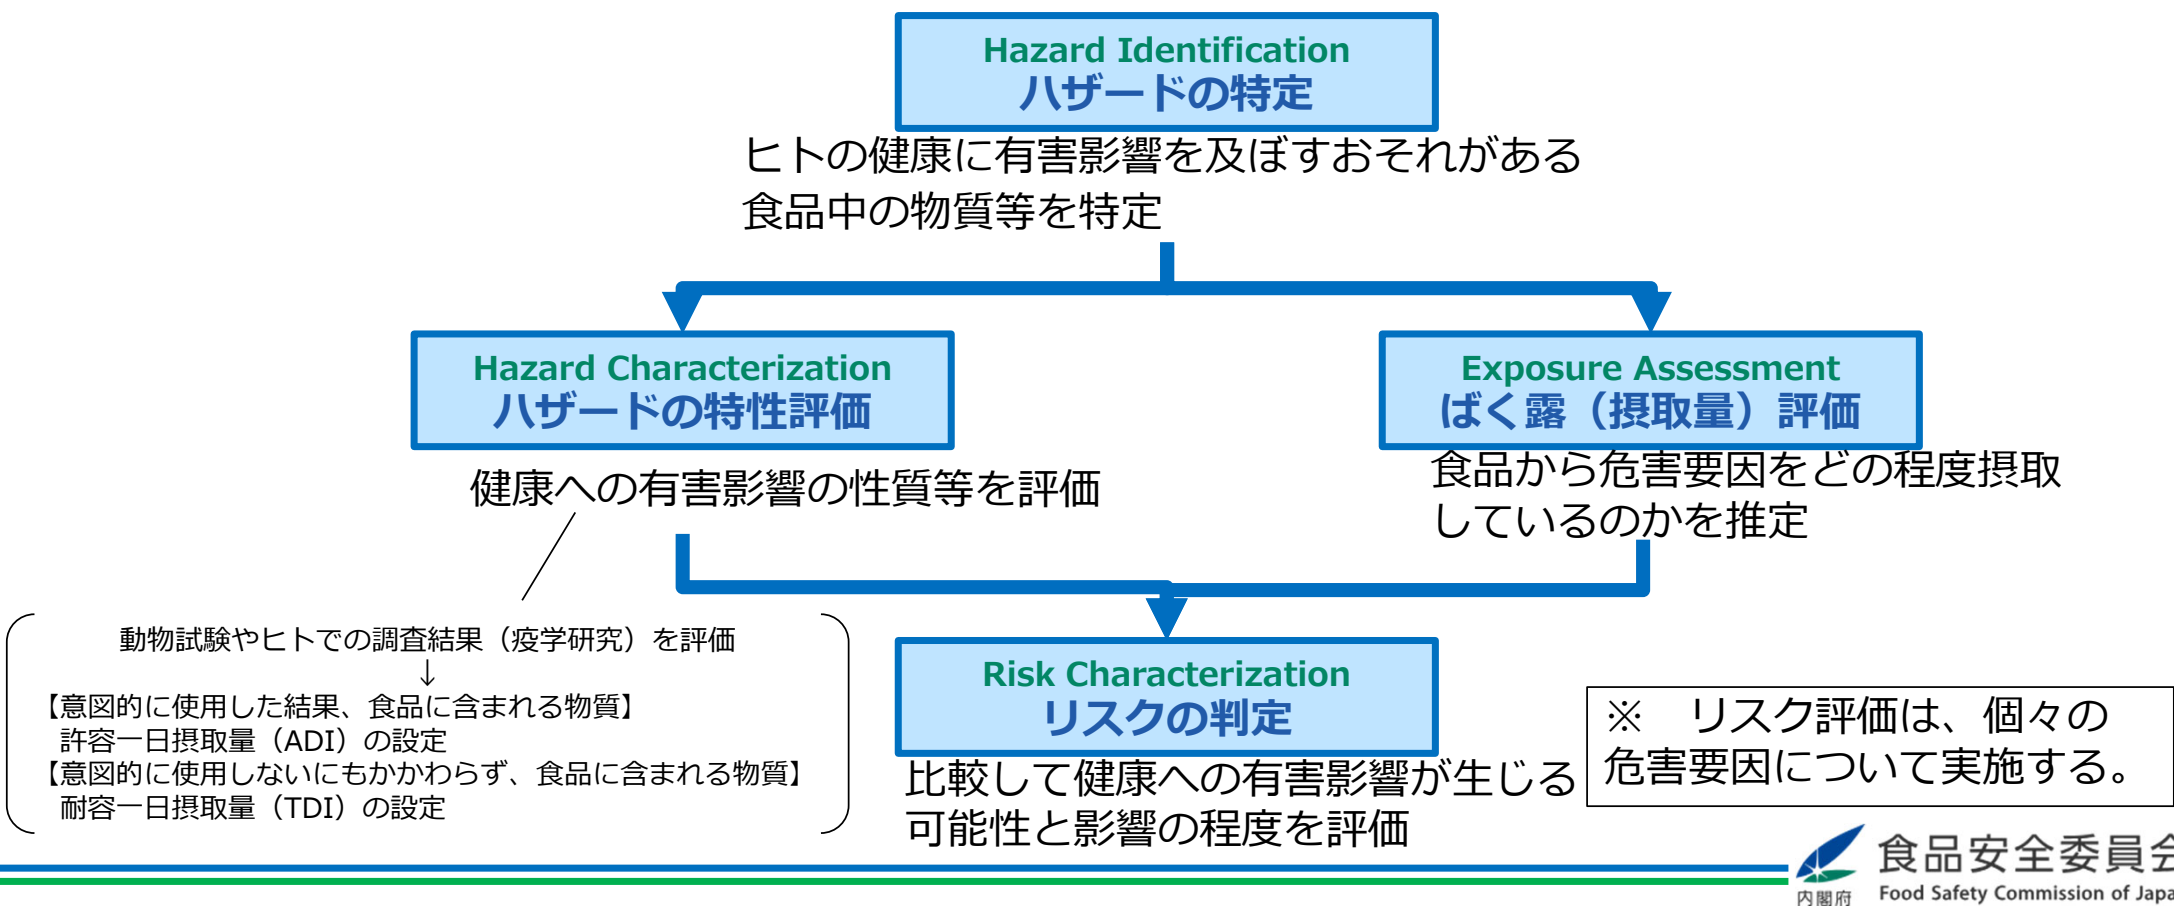 Hazard Identification
ハザードの特定
ヒトの健康に有害影響を及ぼすおそれがある
食品中の物質等を特定
Hazard Characterization
ハザードの特性評価
健康への有害影響の性質等を評価
Exposure Assessment
ばく露（摂取量）評価
食品から危害要因をどの程度摂取
しているのかを推定
動物試験やヒトでの調査結果（疫学研究）を評価
↓
【意図的に使用した結果、食品に含まれる物質】
許容一日摂取量（ADI）の設定
【意図的に使用しないにもかかわらず、食品に含まれる物質】
耐容一日摂取量（TDI）の設定
Risk Characterization
リスクの判定
比較して健康への有害影響が生じる
可能性と影響の程度を評価
※　リスク評価は、個々の
危害要因について実施する。
内閣府
食品安全委員会
Food Safety Commission of Japa